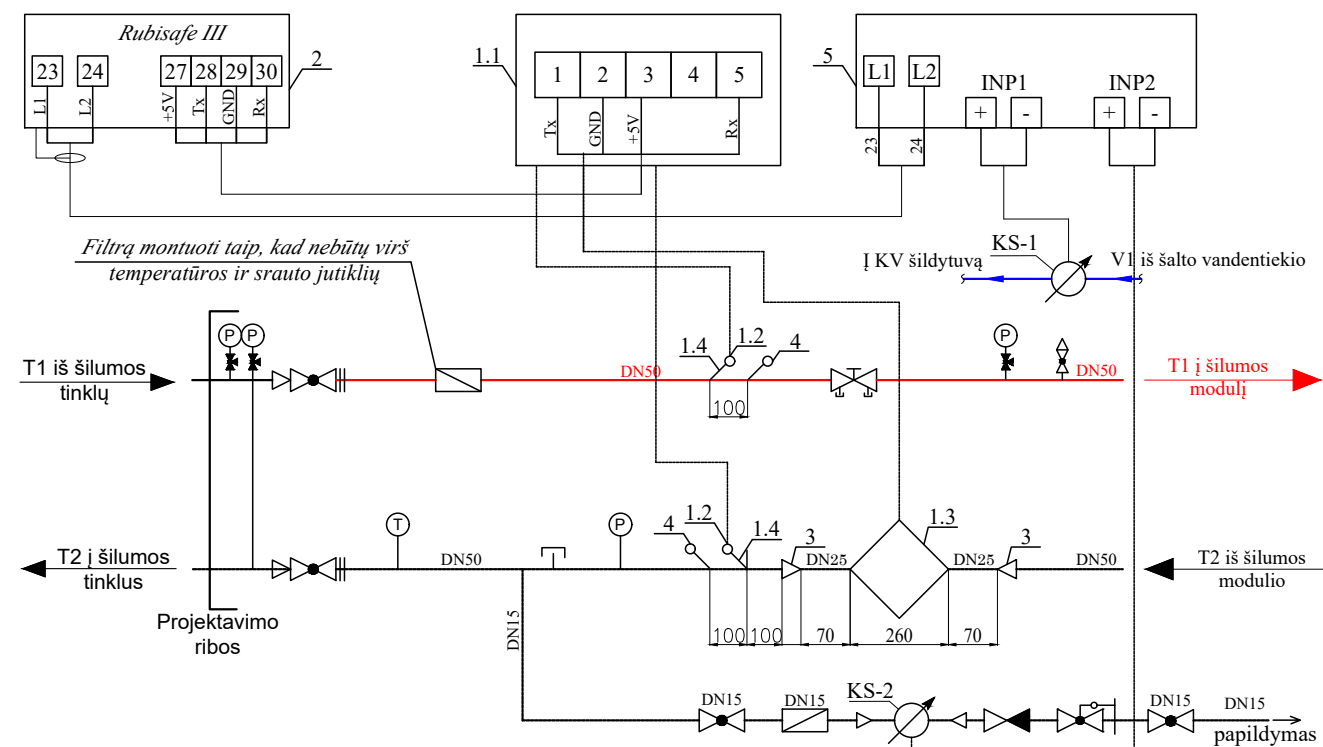 Rubisafe III
23 24 27 28 29 30
L1 L2 +5V Tx GND Rx
2
1.1
1 2 3 4 5
Tx GND +5V Rx
5
L1 L2
INP1 INP2
+ - + -
23 24
Filtrą montuoti taip, kad nebūtų virš
temperatūros ir srauto jutiklių
KS-1
Į KV šildytuvą
V1 iš šalto vandentiekio
P P
1.4 1.2 4
P
T1 iš šilumos
tinklų
DN50
DN50
T1 į šilumos
modulį
100
T
P
4 1.2 1.4
3
1.3
3
T2 į šilumos
tinklus
DN50
DN25
DN25
DN50
T2 iš šilumos
modulio
Projektavimo
ribos
DN15
100 100 70 260 70
DN15
DN15
KS-2
DN15
DN15
papildymas